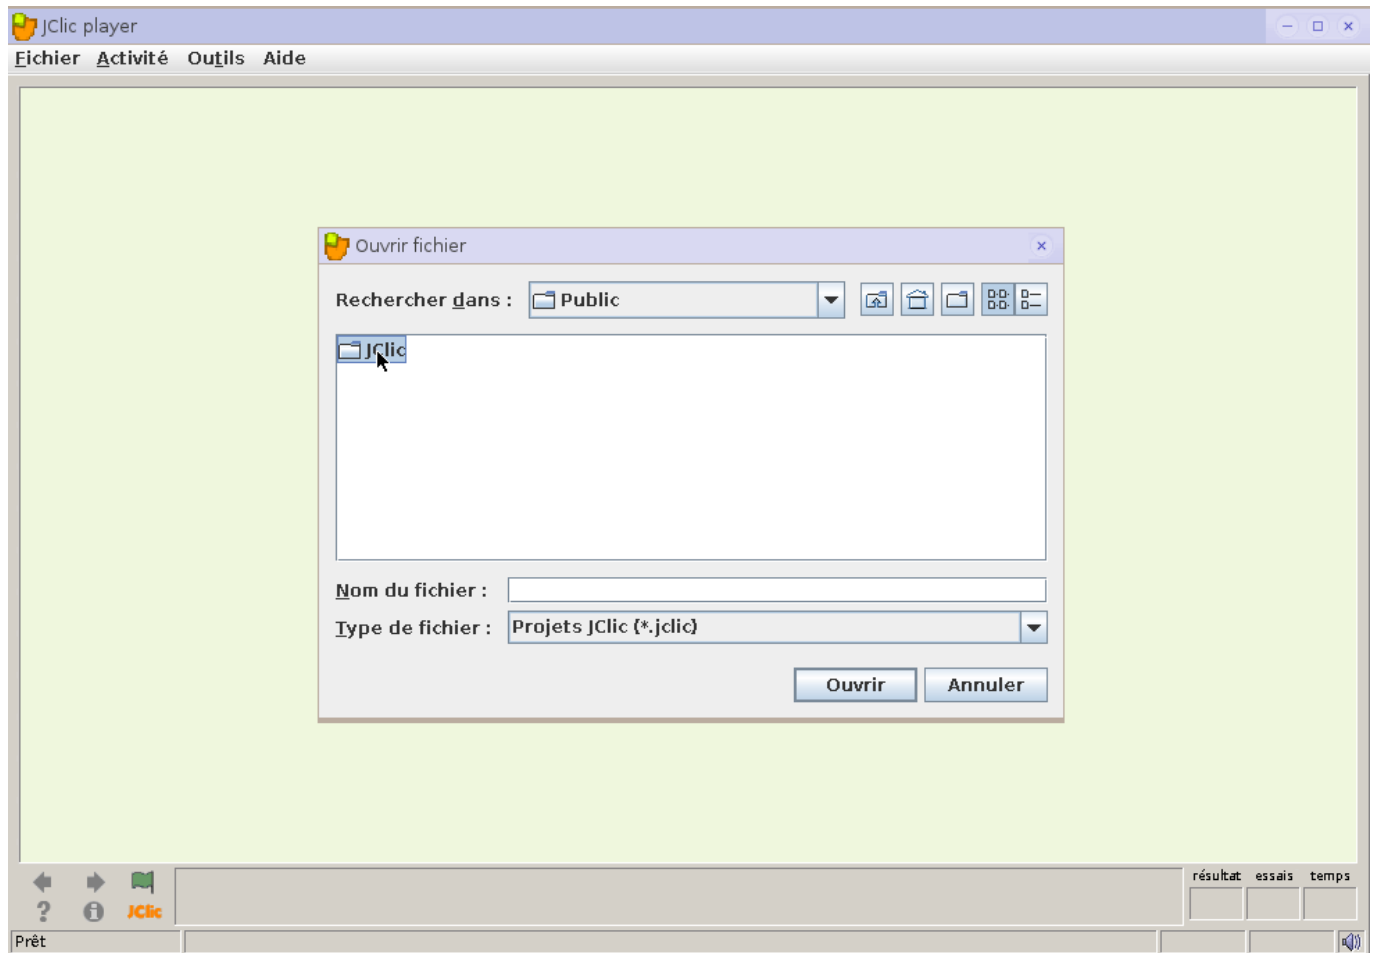 JClic player
Fichier Activité Outils Aide
Ouvrir fichier
Rechercher dans : Public
JClic
Nom du fichier :
Type de fichier : Projets JClic (*.jclic)
Ouvrir Annuler
résultat essais temps
JClic
Prêt